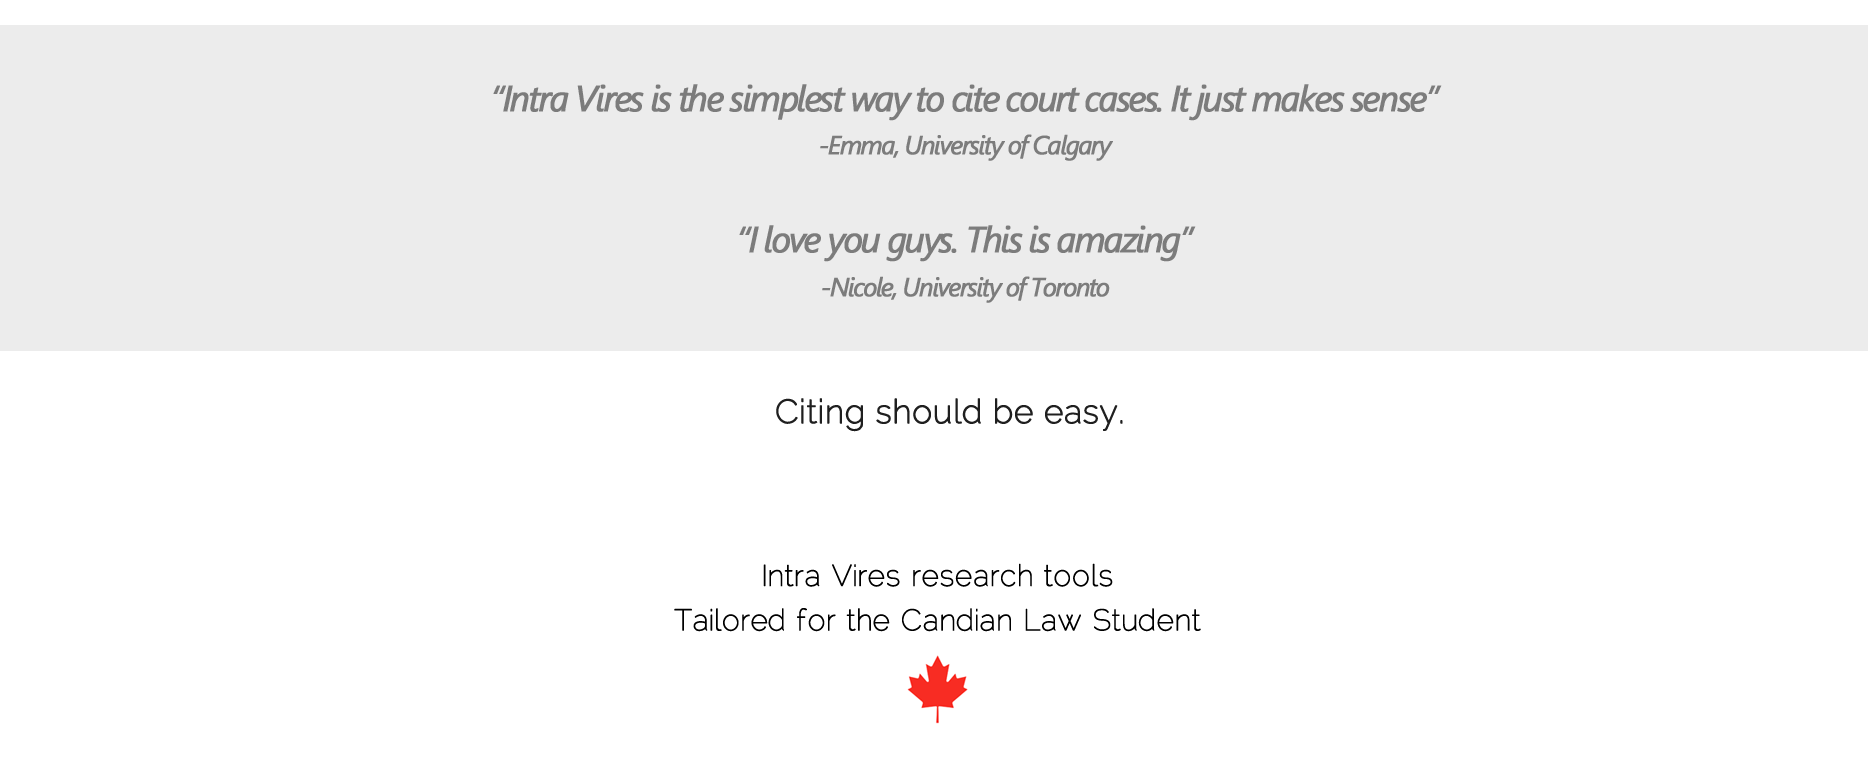 “Intra Vires is the simplest way to cite court cases. It just makes sense”
-Emma, University of Calgary
“I love you guys. This is amazing”
-Nicole, University of Toronto
Citing should be easy.
Intra Vires research tools
Tailored for the Candian Law Student